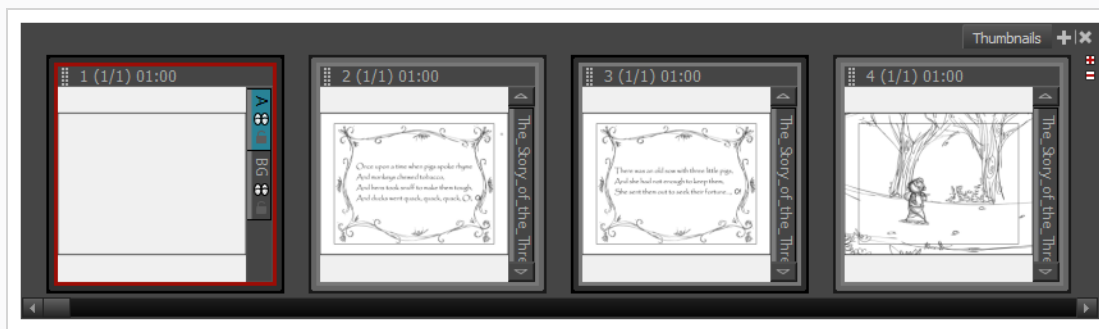 Thumbnails
1 (1/1) 01:00
A
BG
2 (1/1) 01:00
Once upon a time when pigs spoke rhyme
And monkeys chewed tobacco,
And hens took snuff to make them tough,
And ducks went quack, quack, quack, O!
The_Story_of_the_Thre
3 (1/1) 01:00
There was an old sow with three little pigs,
And she had not enough to keep them,
She sent them out to seek their fortune...
The_Story_of_the_Thre
4 (1/1) 01:00
The_Story_of_the_Thre